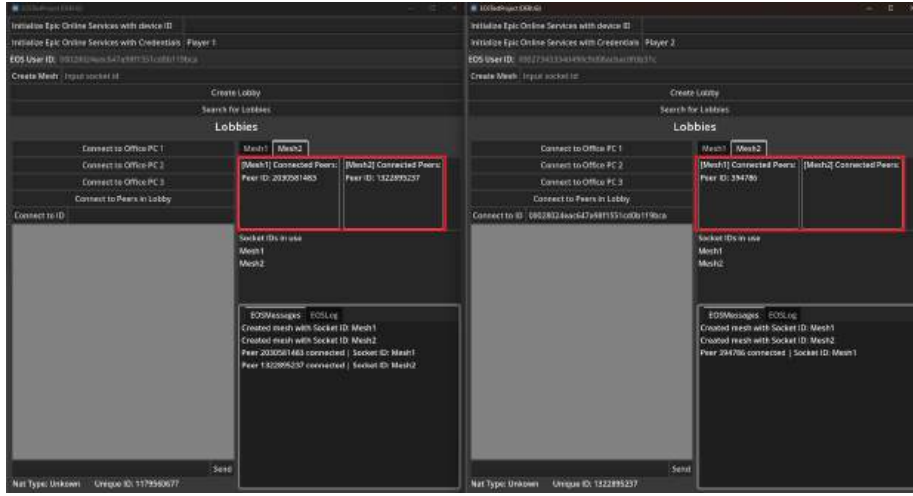 EOSTestProject (DEBUG)
Initialize Epic Online Services with device ID
Initialize Epic Online Services with Credentials Player 1
EOS User ID:
Create Mesh Input socket id
Create Lobby
Search for Lobbies
Lobbies
Connect to Office PC 1
Connect to Office PC 2
Connect to Office PC 3
Connect to Peers in Lobby
Connect to ID
Mesh1 Mesh2
[Mesh1] Connected Peers: [Mesh2] Connected Peers:
Peer ID: 2030581483 Peer ID: 1322895237
Socket IDs in use
Mesh1
Mesh2
EOSMessages EOSLog
Created mesh with Socket ID: Mesh1
Created mesh with Socket ID: Mesh2
Peer 2030581483 connected | Socket ID: Mesh1
Peer 1322895237 connected | Socket ID: Mesh2
Send
Nat Type: Unkown Unique ID: 1179560677
EOSTestProject (DEBUG)
Initialize Epic Online Services with device ID
Initialize Epic Online Services with Credentials Player 2
EOS User ID:
Create Mesh Input socket id
Create Lobby
Search for Lobbies
Lobbies
Connect to Office PC 1
Connect to Office PC 2
Connect to Office PC 3
Connect to Peers in Lobby
Connect to ID
Mesh1 Mesh2
[Mesh1] Connected Peers: [Mesh2] Connected Peers:
Peer ID: 394786
Socket IDs in use
Mesh1
Mesh2
EOSMessages EOSLog
Created mesh with Socket ID: Mesh1
Created mesh with Socket ID: Mesh2
Peer 394786 connected | Socket ID: Mesh1
Send
Nat Type: Unkown Unique ID: 1322895237